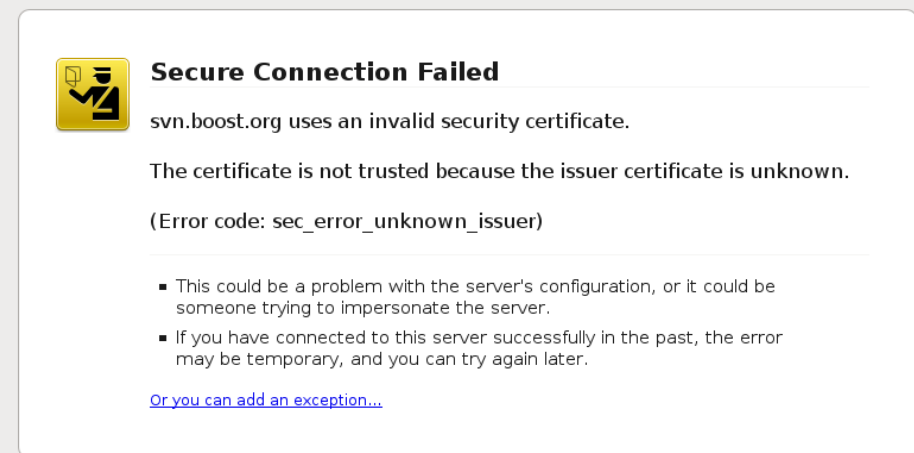 Secure Connection Failed
svn.boost.org uses an invalid security certificate.
The certificate is not trusted because the issuer certificate is unknown.
(Error code: sec_error_unknown_issuer)
▪ This could be a problem with the server's configuration, or it could be
someone trying to impersonate the server.
▪ If you have connected to this server successfully in the past, the error
may be temporary, and you can try again later.
Or you can add an exception...